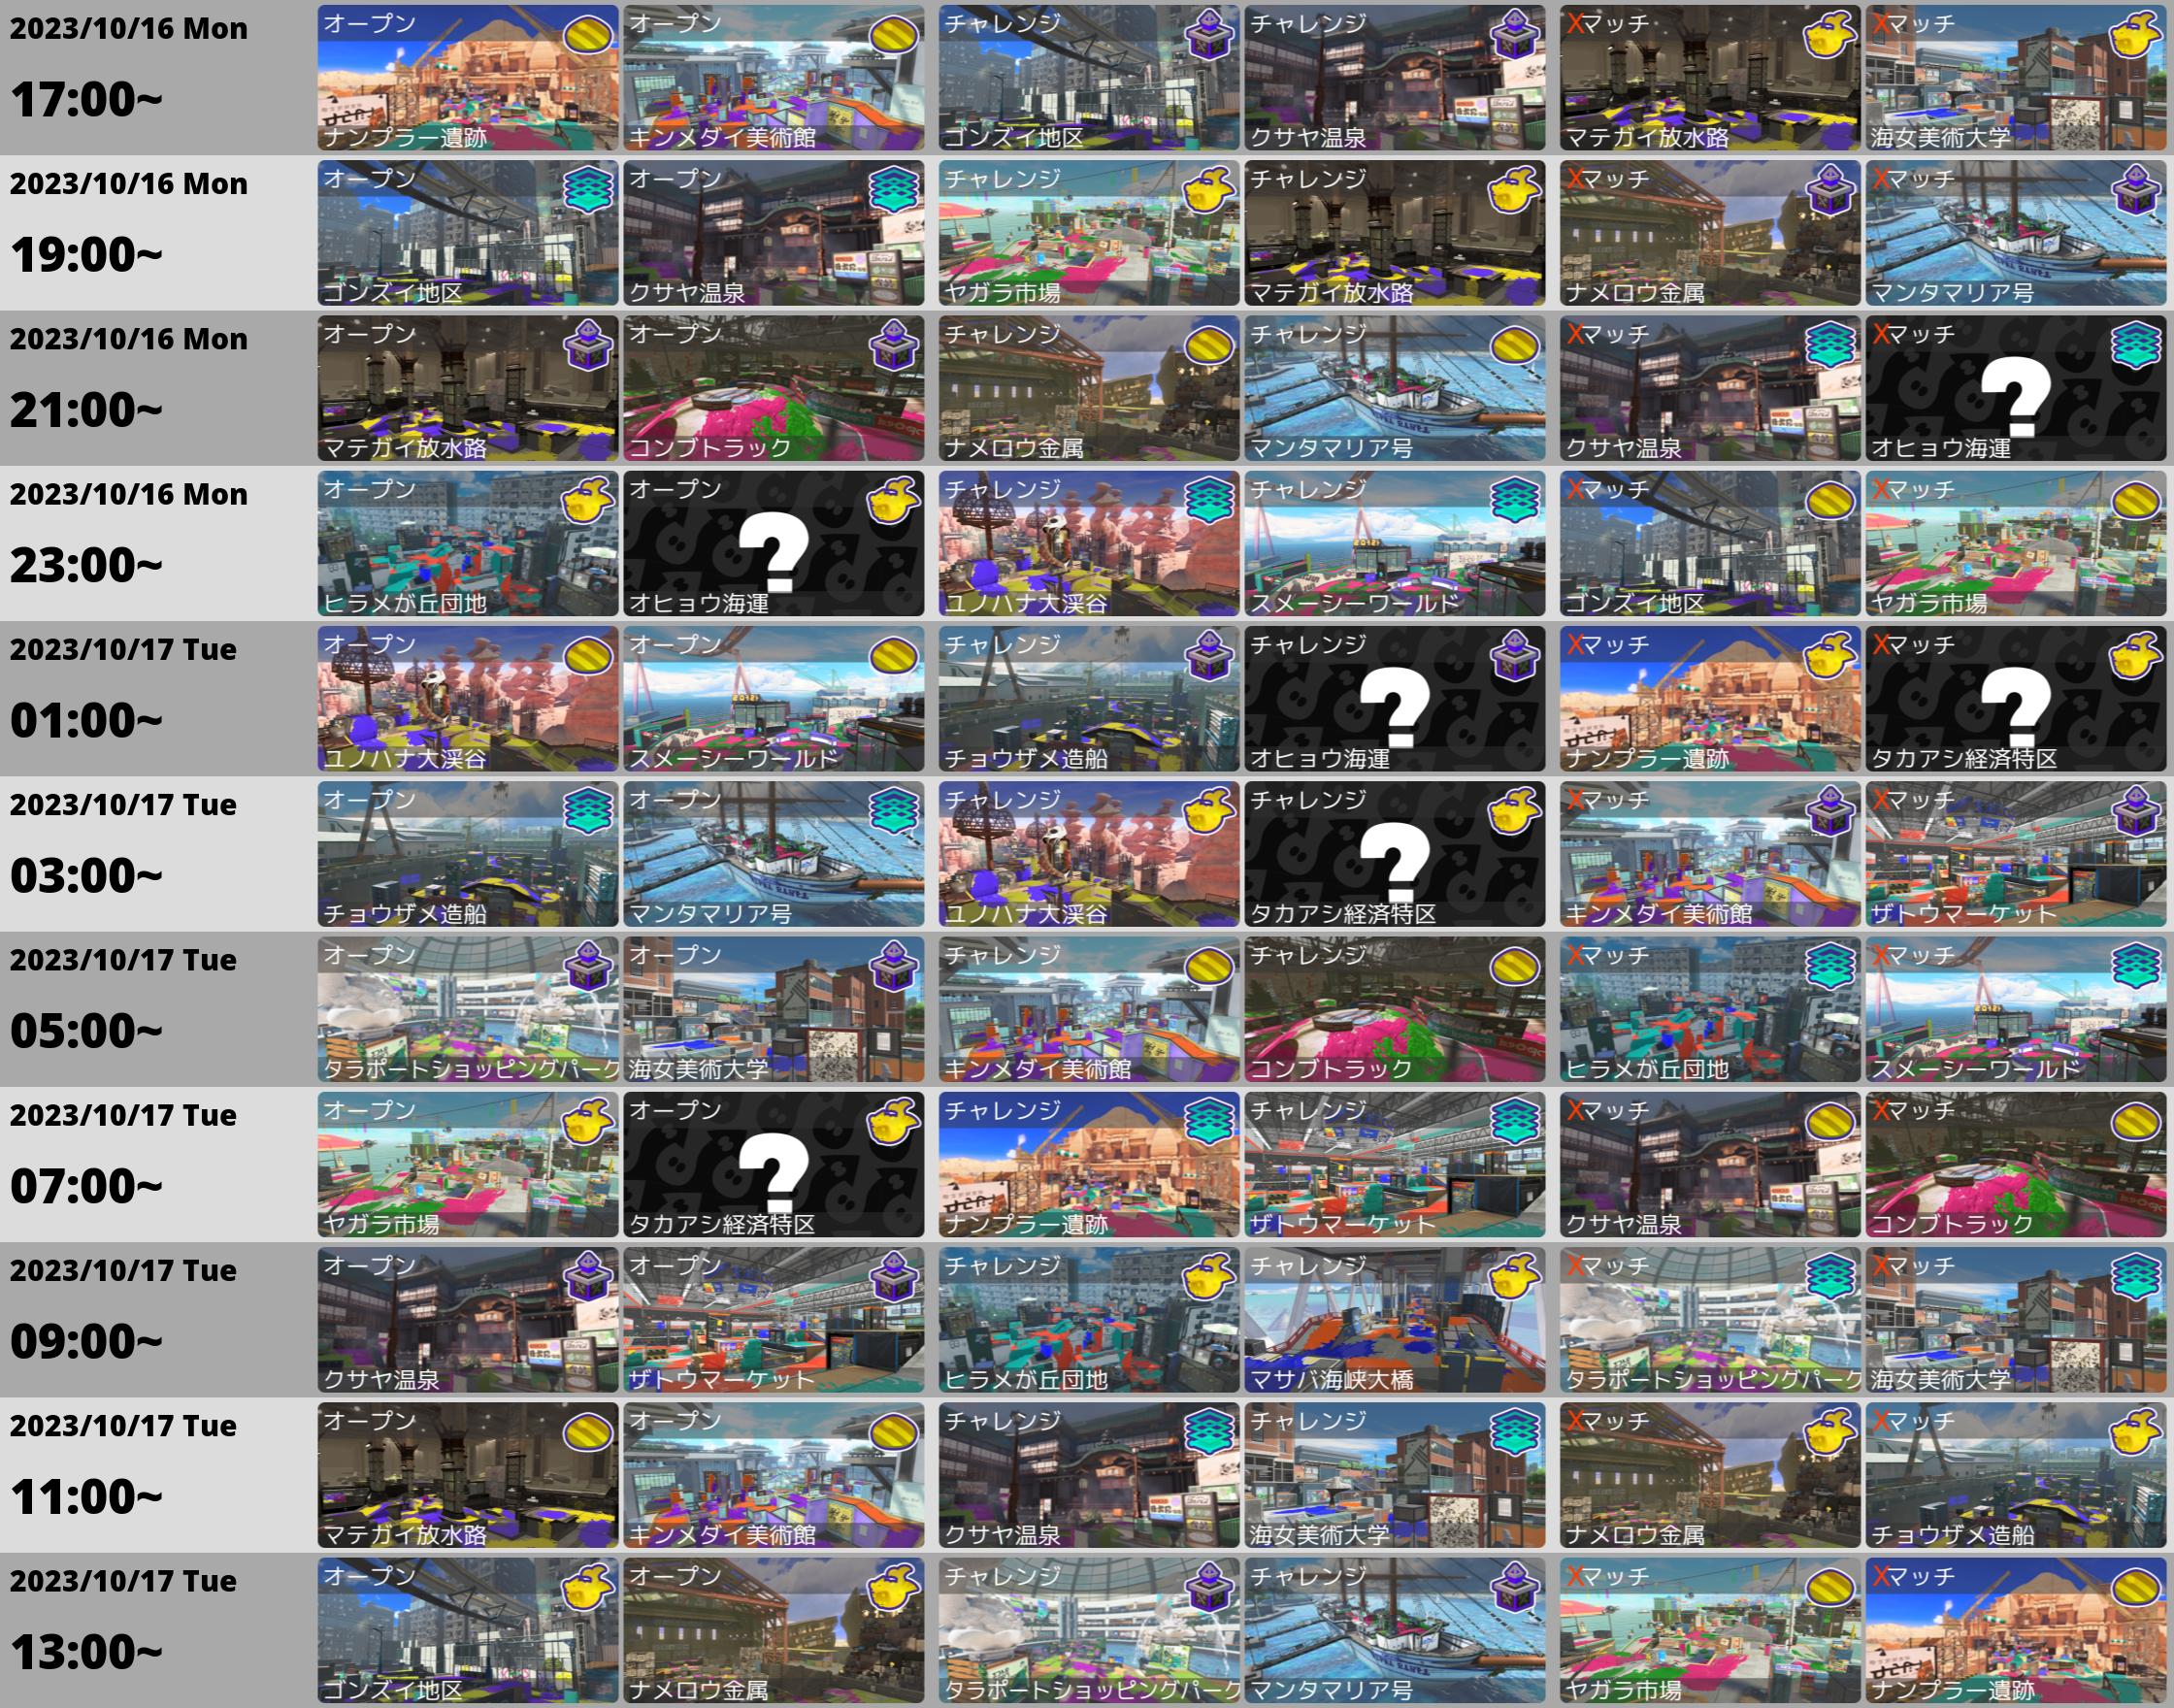 2023/10/16 Mon
17:00~
オープン オープン チャレンジ チャレンジ Xマッチ Xマッチ
ナンプラー遺跡 キンメダイ美術館 ゴンズイ地区 クサヤ温泉 マテガイ放水路 海女美術大学
2023/10/16 Mon
19:00~
オープン オープン チャレンジ チャレンジ Xマッチ Xマッチ
ゴンズイ地区 クサヤ温泉 ヤガラ市場 マテガイ放水路 ナメロウ金属 マンタマリア号
2023/10/16 Mon
21:00~
オープン オープン チャレンジ チャレンジ Xマッチ Xマッチ
?
マテガイ放水路 コンブトラック ナメロウ金属 マンタマリア号 クサヤ温泉 オヒョウ海運
2023/10/16 Mon
23:00~
オープン オープン チャレンジ チャレンジ Xマッチ Xマッチ
?
ヒラメが丘団地 オヒョウ海運 ユノハナ大渓谷 スメーシーワールド ゴンズイ地区 ヤガラ市場
2023/10/17 Tue
01:00~
オープン オープン チャレンジ チャレンジ Xマッチ Xマッチ
? ?
ユノハナ大渓谷 スメーシーワールド チョウザメ造船 オヒョウ海運 ナンプラー遺跡 タカアシ経済特区
2023/10/17 Tue
03:00~
オープン オープン チャレンジ チャレンジ Xマッチ Xマッチ
?
チョウザメ造船 マンタマリア号 ユノハナ大渓谷 タカアシ経済特区 キンメダイ美術館 ザトウマーケット
2023/10/17 Tue
05:00~
オープン オープン チャレンジ チャレンジ Xマッチ Xマッチ
タラポートショッピングパーク 海女美術大学 キンメダイ美術館 コンブトラック ヒラメが丘団地 スメーシーワールド
2023/10/17 Tue
07:00~
オープン オープン チャレンジ チャレンジ Xマッチ Xマッチ
?
ヤガラ市場 タカアシ経済特区 ナンプラー遺跡 ザトウマーケット クサヤ温泉 コンブトラック
2023/10/17 Tue
09:00~
オープン オープン チャレンジ チャレンジ Xマッチ Xマッチ
クサヤ温泉 ザトウマーケット ヒラメが丘団地 マサバ海峡大橋 タラポートショッピングパーク 海女美術大学
2023/10/17 Tue
11:00~
オープン オープン チャレンジ チャレンジ Xマッチ Xマッチ
マテガイ放水路 キンメダイ美術館 クサヤ温泉 海女美術大学 ナメロウ金属 チョウザメ造船
2023/10/17 Tue
13:00~
オープン オープン チャレンジ チャレンジ Xマッチ Xマッチ
ゴンズイ地区 ナメロウ金属 タラポートショッピングパーク マンタマリア号 ヤガラ市場 ナンプラー遺跡